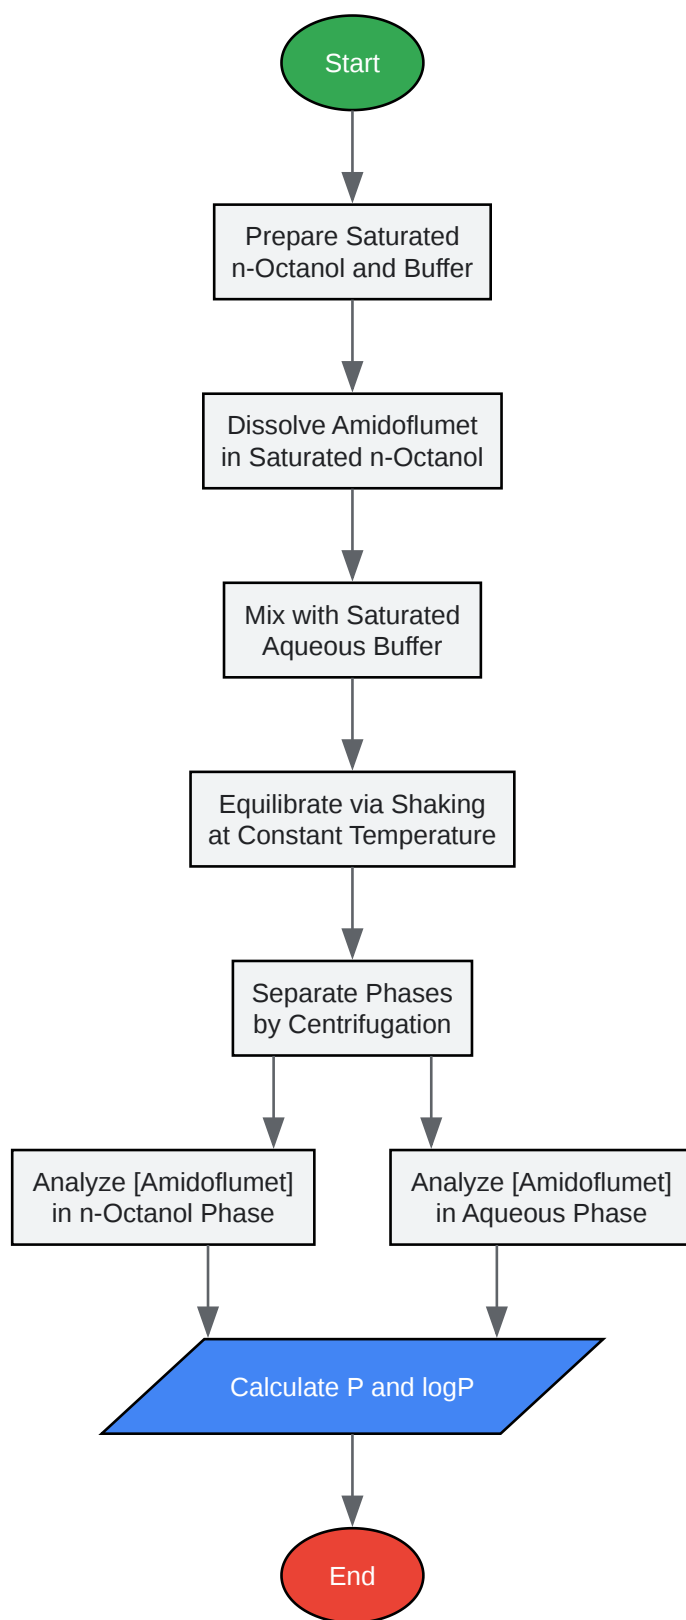 Start
Prepare Saturated
n-Octanol and Buffer
Dissolve Amidoflumet
in Saturated n-Octanol
Mix with Saturated
Aqueous Buffer
Equilibrate via Shaking
at Constant Temperature
Separate Phases
by Centrifugation
Analyze [Amidoflumet]
in n-Octanol Phase
Analyze [Amidoflumet]
in Aqueous Phase
Calculate P and logP
End